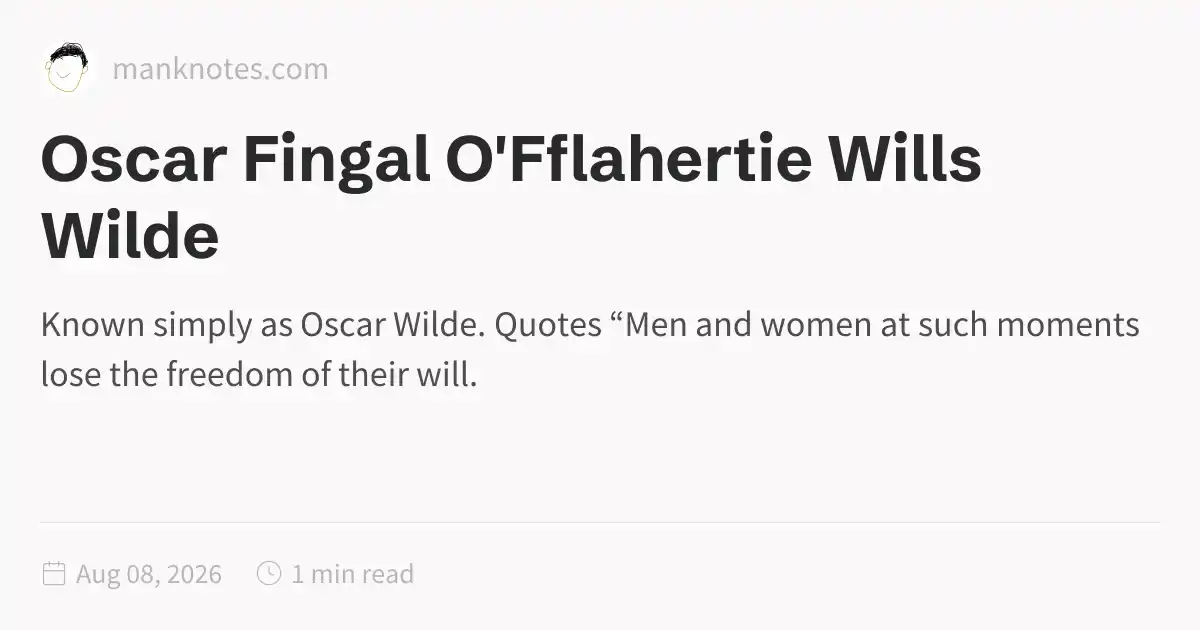 manknotes.com
Oscar Fingal O'Fflahertie Wills
Wilde
Known simply as Oscar Wilde. Quotes “Men and women at such moments
lose the freedom of their will.
Aug 08, 2026 1 min read